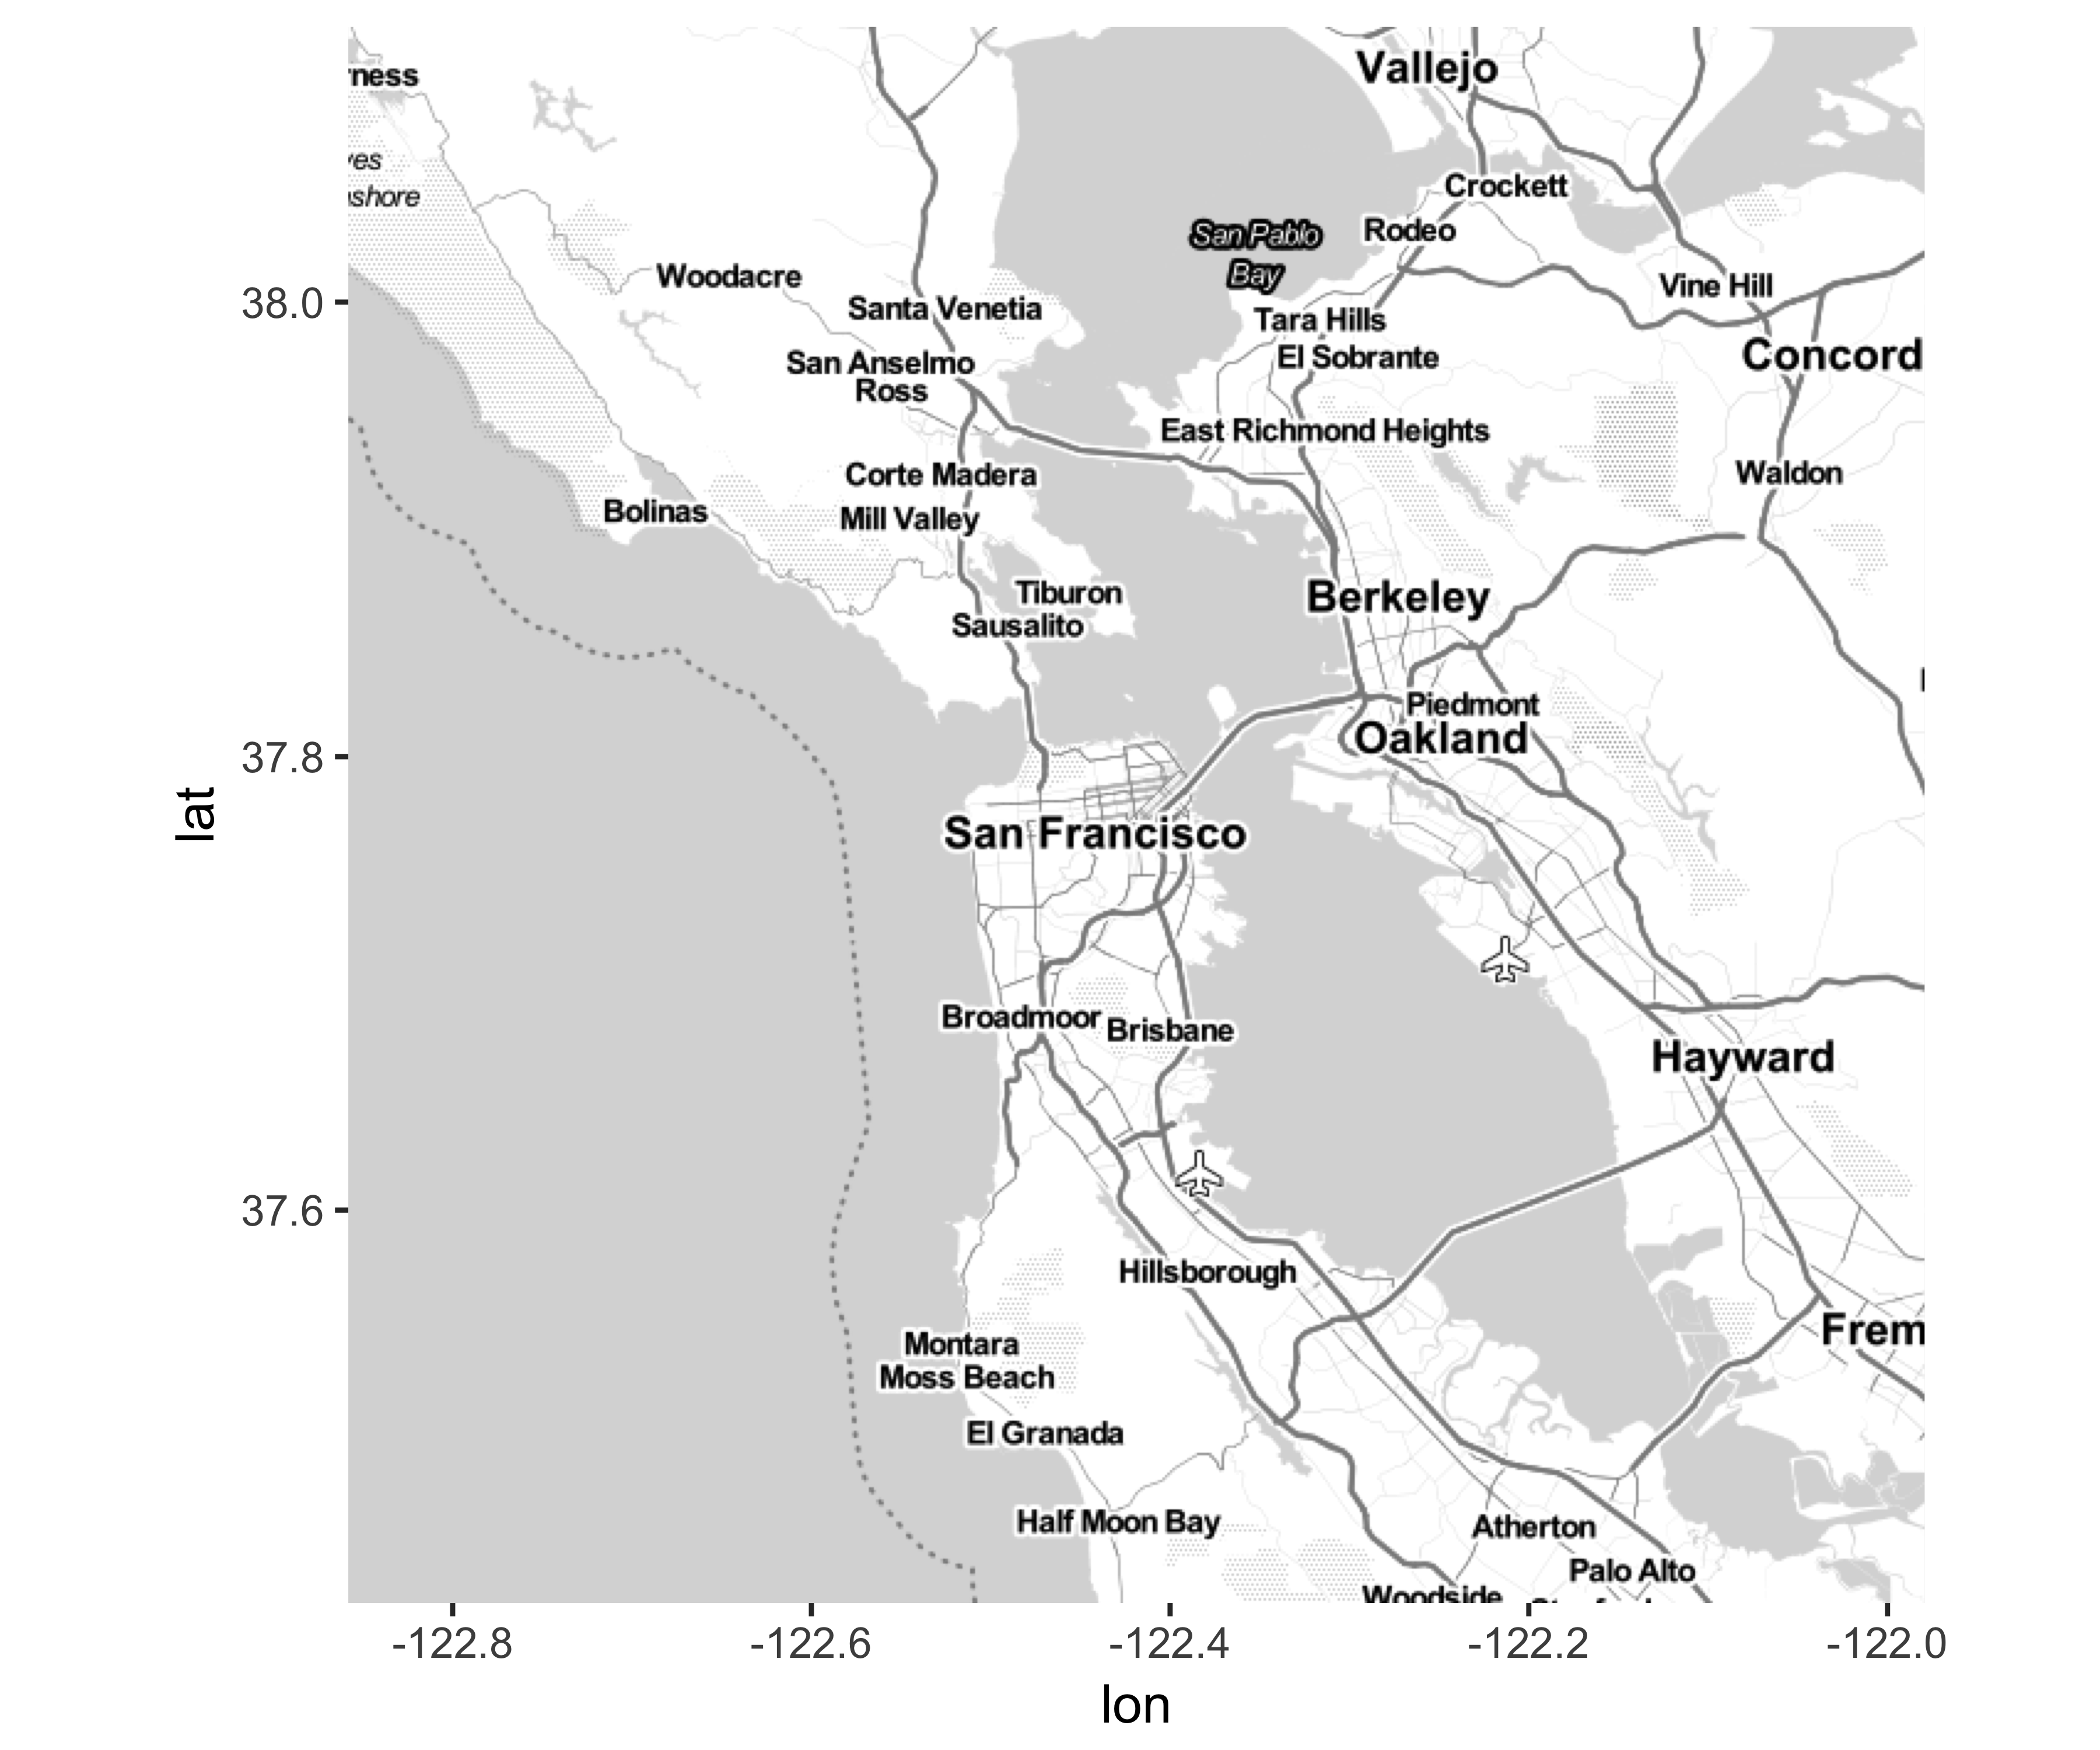 Vallejo
rness
Crockett
yes
shore
Rodeo
San Pablo
Bay
Woodacre
Vine Hill
Santa Venetia
38.0
Tara Hills
Concord
El Sobrante
San Anselmo
Ross
East Richmond Heights
Waldon
Corte Madera
Bolinas
Mill Valley
Tiburon
Berkeley
Sausalito
Piedmont
Oakland
37.8
lat
San Francisco
Broadmoor
Brisbane
Hayward
37.6
Hillsborough
Frem
Montara
Moss Beach
El Granada
Half Moon Bay
Atherton
Palo Alto
Woodside
-122.8
-122.6
-122.4
-122.2
-122.0
lon